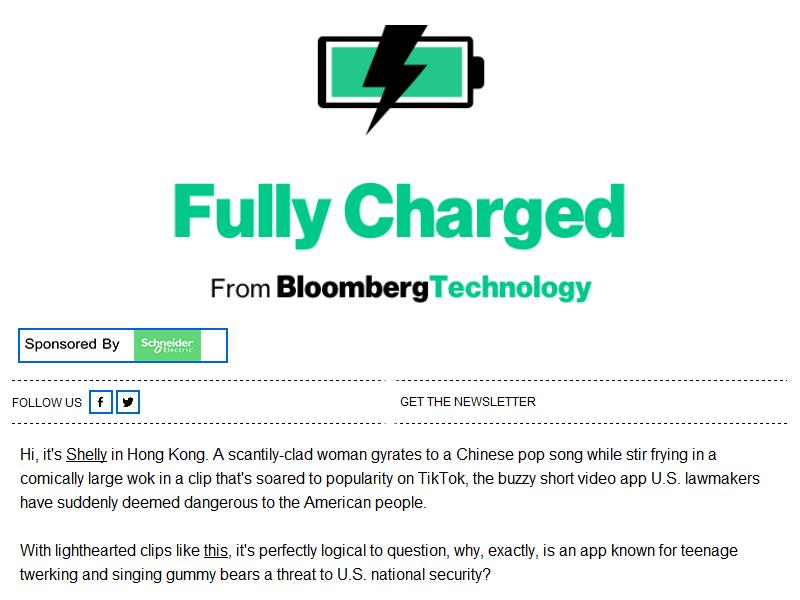 Fully Charged
From BloombergTechnology
Sponsored By Schneider Electric
FOLLOW US
GET THE NEWSLETTER
Hi, it's Shelly in Hong Kong. A scantily-clad woman gyrates to a Chinese pop song while stir frying in a
comically large wok in a clip that's soared to popularity on TikTok, the buzzy short video app U.S. lawmakers
have suddenly deemed dangerous to the American people.
With lighthearted clips like this, it's perfectly logical to question, why, exactly, is an app known for teenage
twerking and singing gummy bears a threat to U.S. national security?